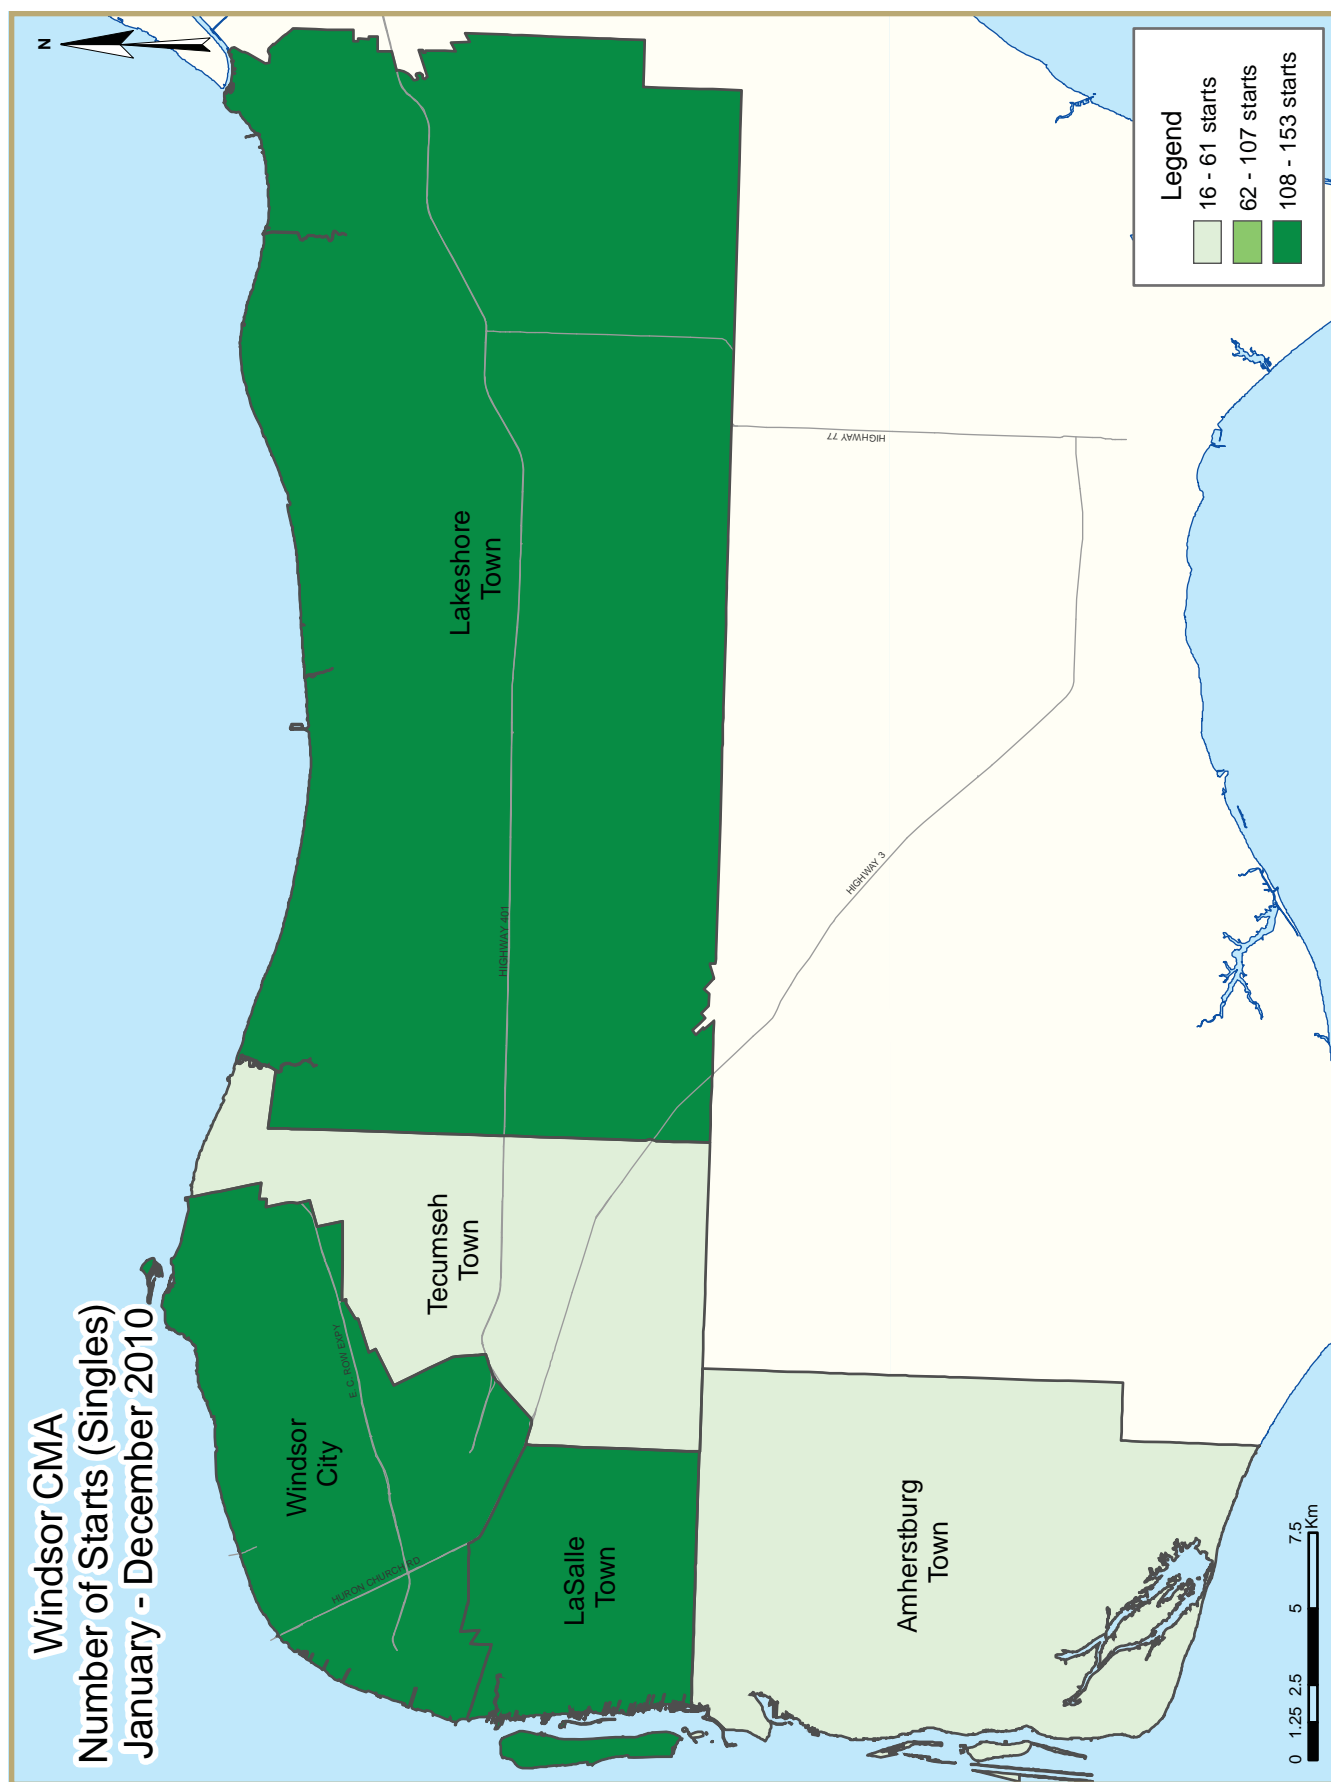 Windsor CMA
Number of Starts (Singles)
January - December 2010
N
Windsor
City
LaSalle
Town
Tecumseh
Town
Amherstburg
Town
Lakeshore
Town
E. C. ROW EXPY
HURON CHURCH RD
HIGHWAY 401
HIGHWAY 3
HIGHWAY 77
Legend
16 - 61 starts
62 - 107 starts
108 - 153 starts
0 1.25 2.5 5 7.5
Km